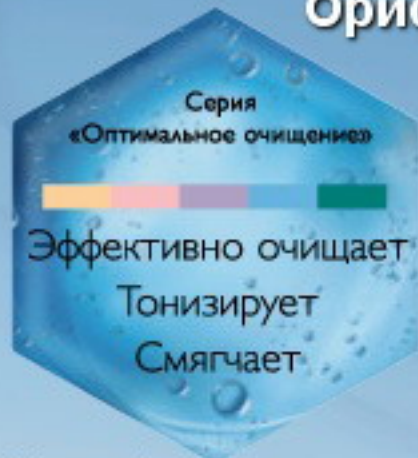 Серия
«Оптимальное очищение»
Эффективно очищает
Тонизирует
Смягчает